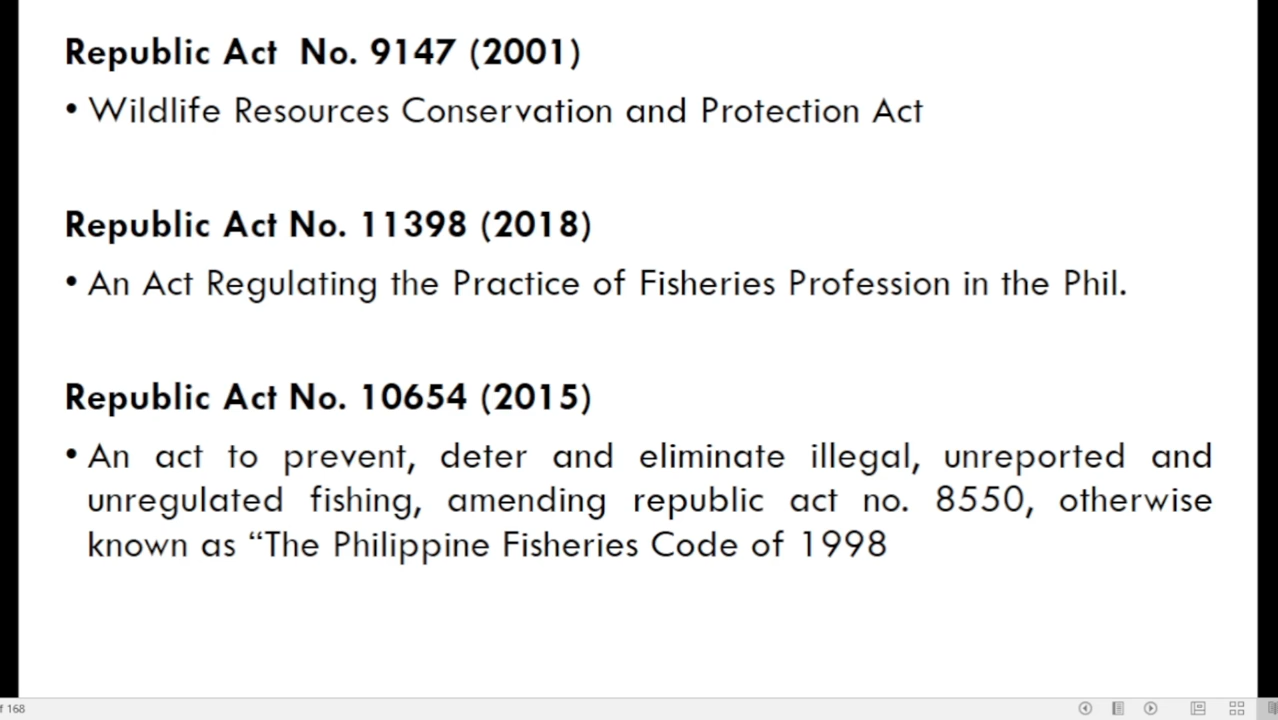 Republic Act No. 9147 (2001)
• Wildlife Resources Conservation and Protection Act
Republic Act No. 11398 (2018)
• An Act Regulating the Practice of Fisheries Profession in the Phil.
Republic Act No. 10654 (2015)
• An act to prevent, deter and eliminate illegal, unreported and
unregulated fishing, amending republic act no. 8550, otherwise
known as “The Philippine Fisheries Code of 1998
f 168